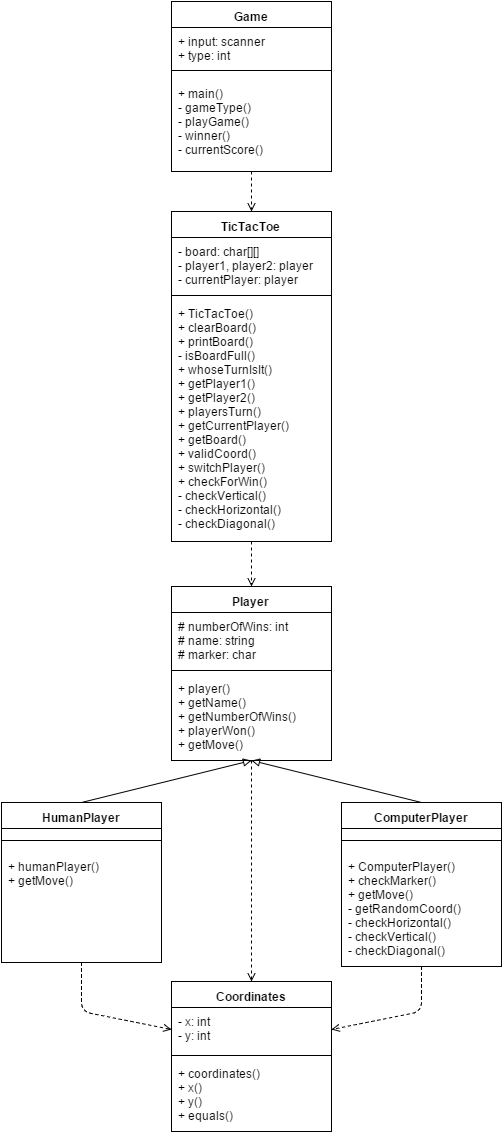 Game
+ input: scanner
+ type: int
+ main()
- gameType()
- playGame()
- winner()
- currentScore()
TicTacToe
- board: char[][]
- player1, player2: player
- currentPlayer: player
+ TicTacToe()
+ clearBoard()
+ printBoard()
- isBoardFull()
+ whoseTurnIsIt()
+ getPlayer1()
+ getPlayer2()
+ playersTurn()
+ getCurrentPlayer()
+ getBoard()
+ validCoord()
+ switchPlayer()
+ checkForWin()
- checkVertical()
- checkHorizontal()
- checkDiagonal()
Player
# numberOfWins: int
# name: string
# marker: char
+ player()
+ getName()
+ getNumberOfWins()
+ playerWon()
+ getMove()
HumanPlayer
+ humanPlayer()
+ getMove()
ComputerPlayer
+ ComputerPlayer()
+ checkMarker()
+ getMove()
- getRandomCoord()
- checkHorizontal()
- checkVertical()
- checkDiagonal()
Coordinates
- x: int
- y: int
+ coordinates()
+ x()
+ y()
+ equals()